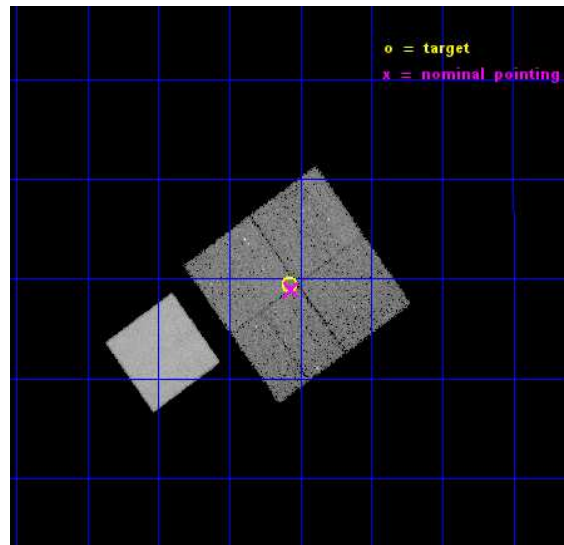 o = target
x = nominal pointing